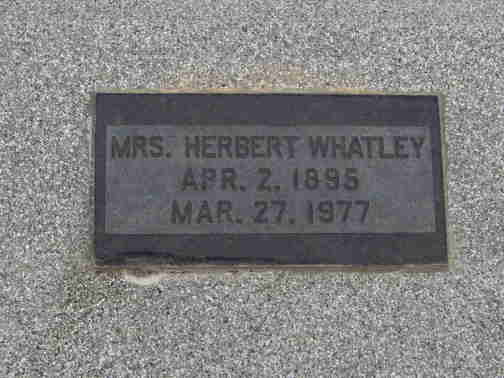 MRS. HERBERT WHATLEY
APR. 2. 1895
MAR. 27. 1977